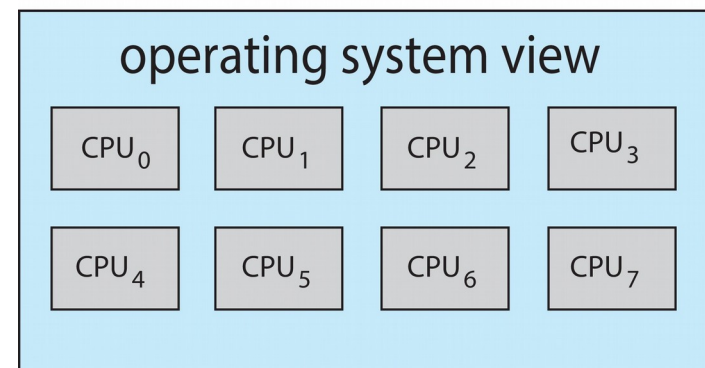 operating system view
CPU₀ CPU₁ CPU₂ CPU₃
CPU₄ CPU₅ CPU₆ CPU₇